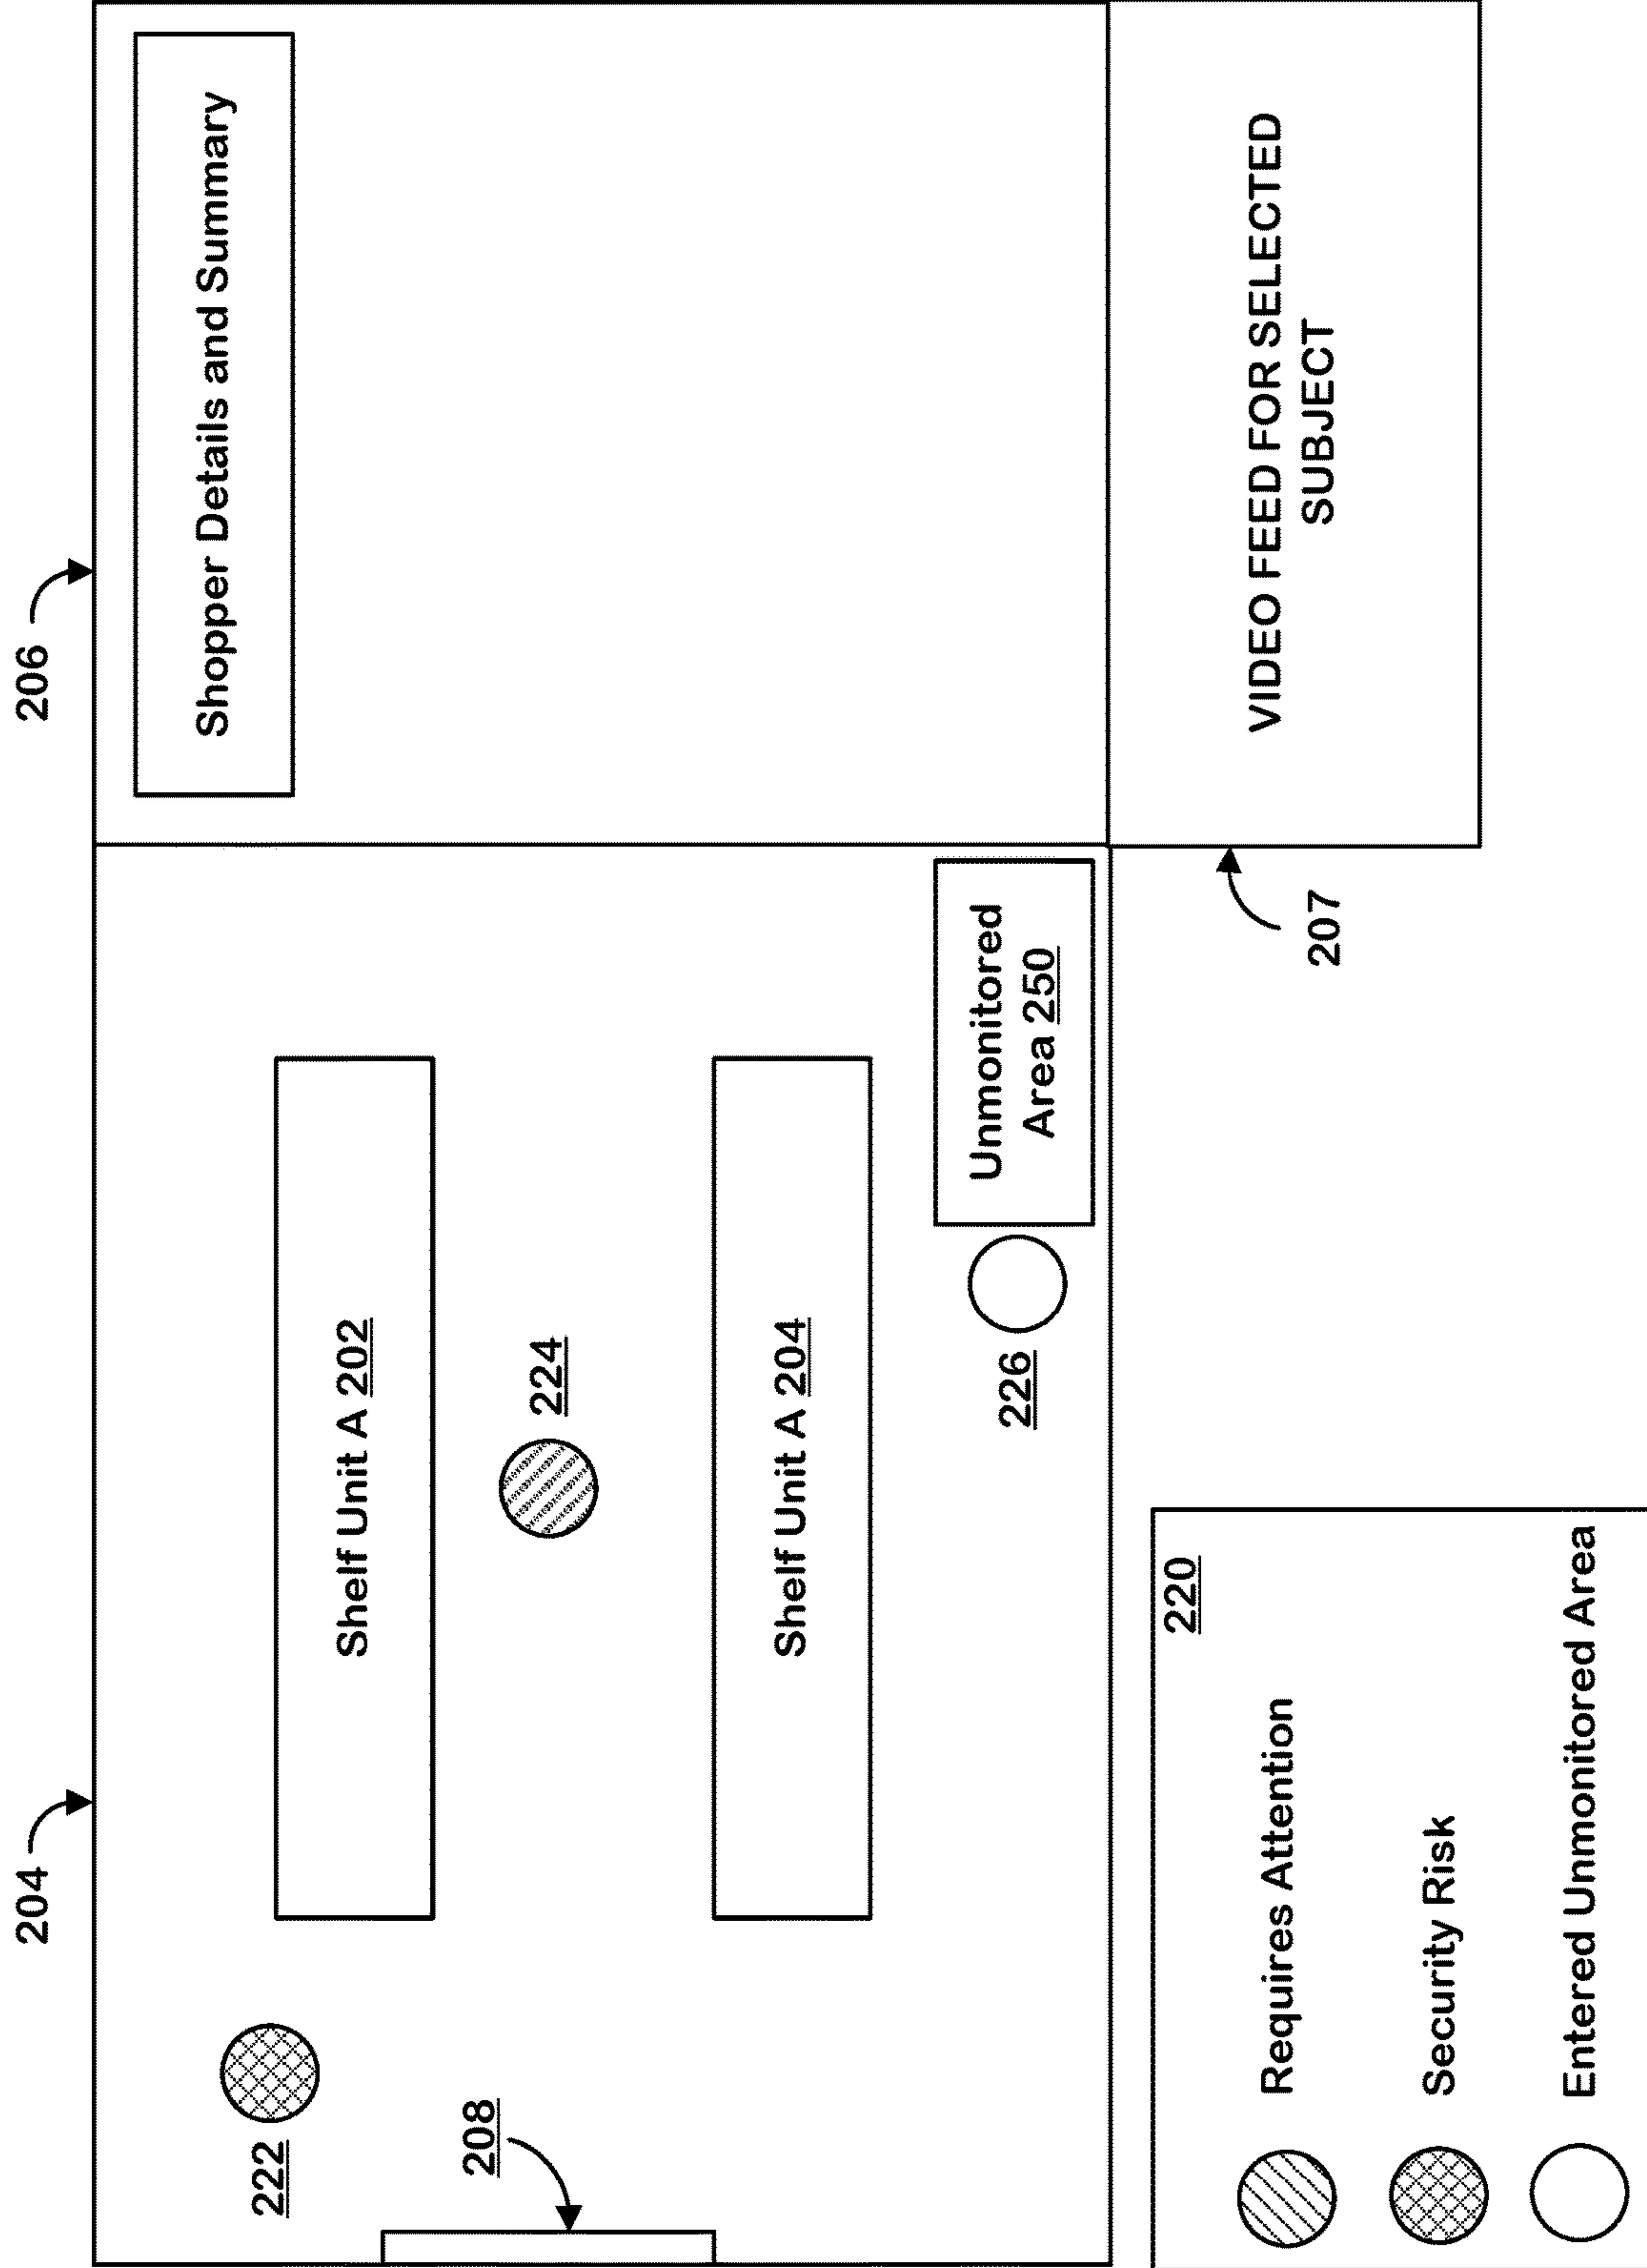 204
206
Shopper Details and Summary
222
Shelf Unit A 202
208
224
Shelf Unit A 204
226
Unmonitored
Area 250
207
VIDEO FEED FOR SELECTED
SUBJECT
220
Requires Attention
Security Risk
Entered Unmonitored Area